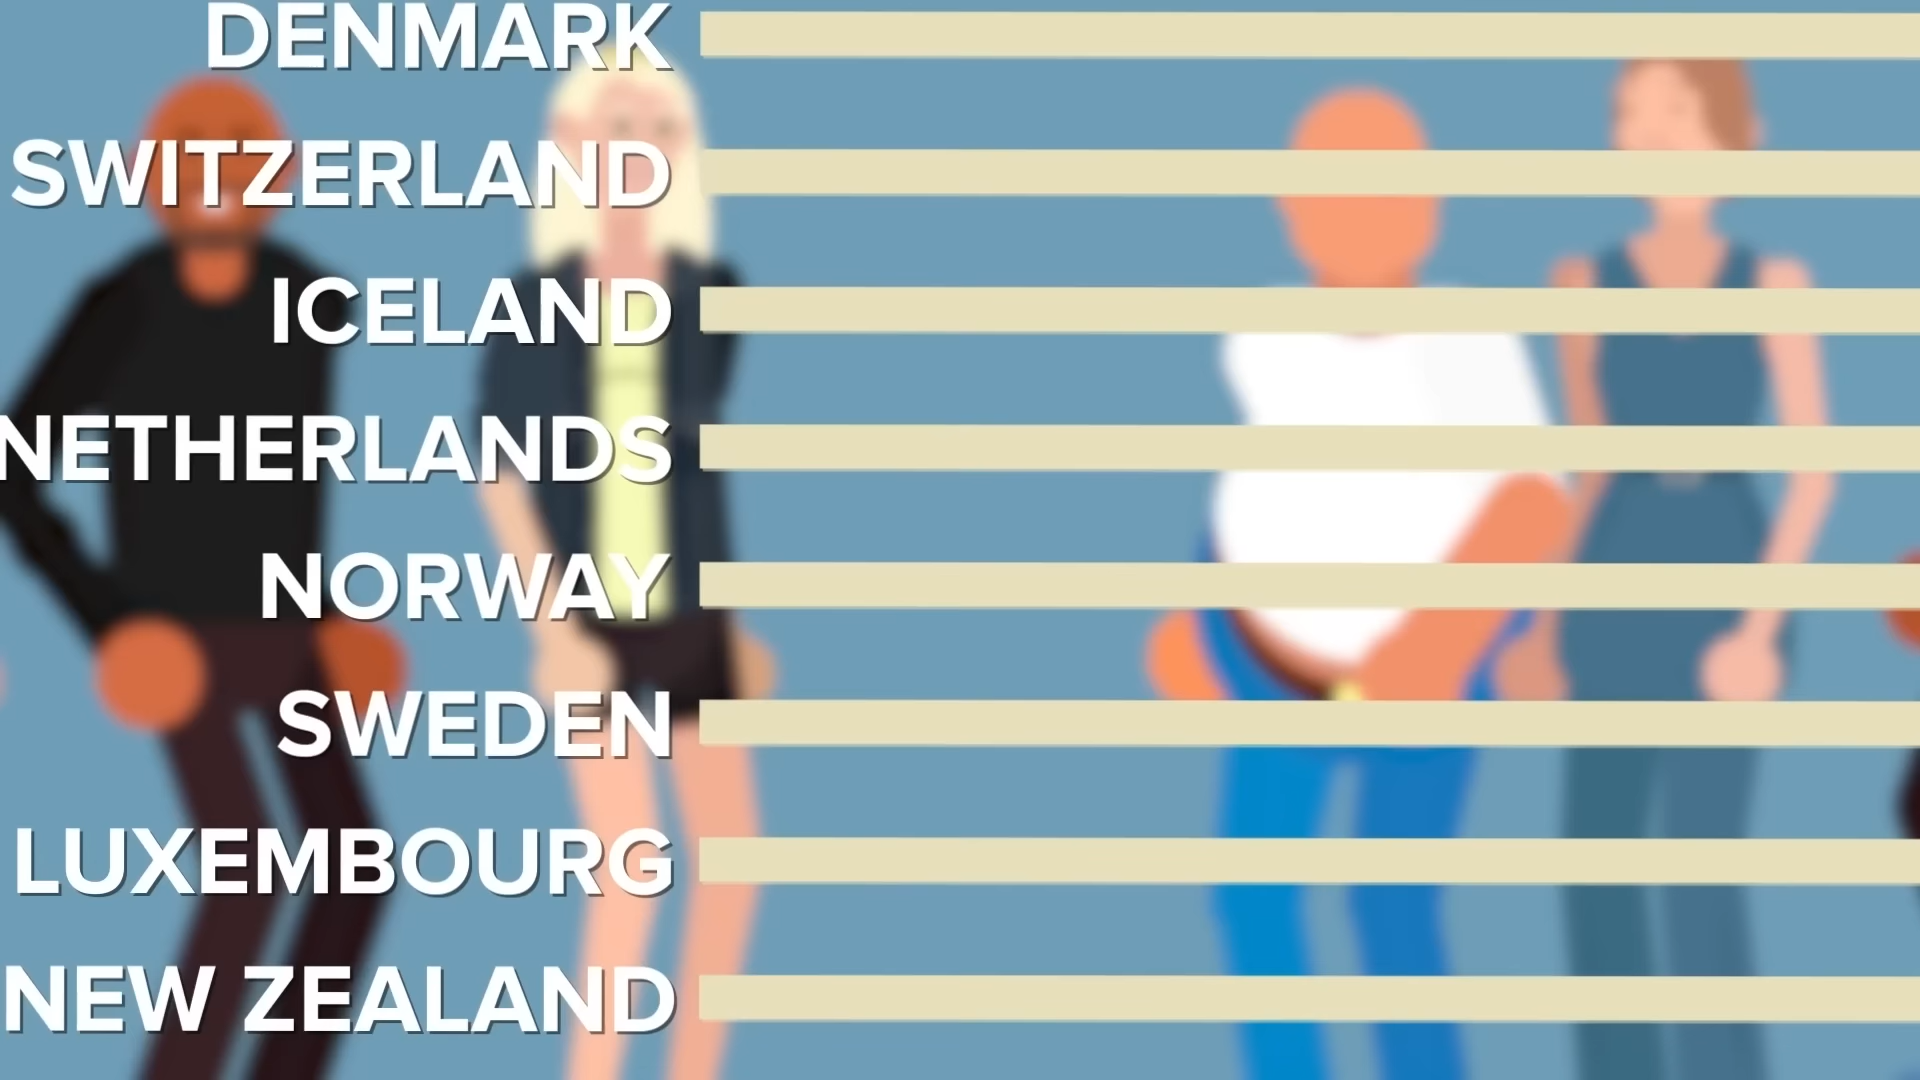 DENMARK
SWITZERLAND
ICELAND
NETHERLANDS
NORWAY
SWEDEN
LUXEMBOURG
NEW ZEALAND